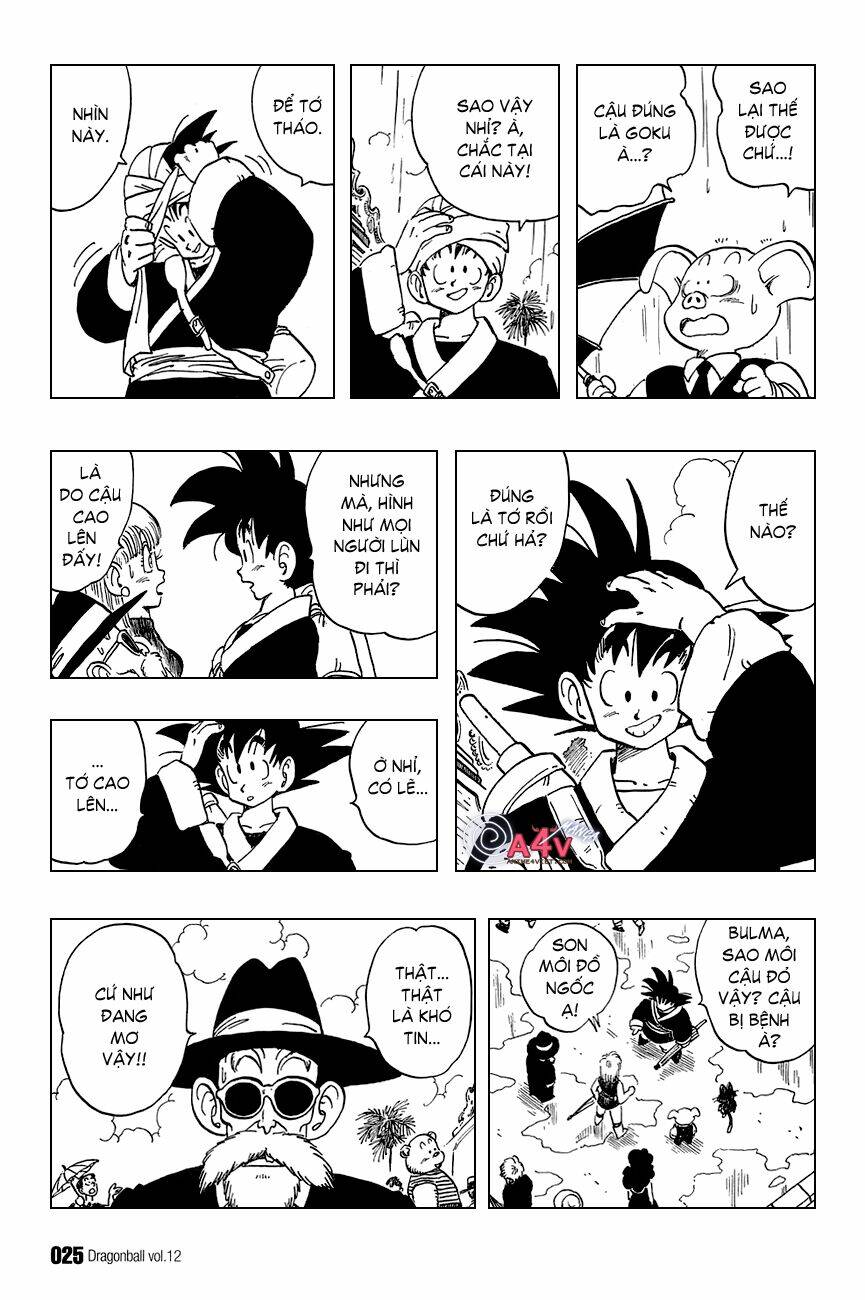 SAO
LẠI THẾ
ĐƯỢC
CHỨ...!
CẬU ĐÚNG
LÀ GOKU
À...?
SAO VẬY
NHỈ? À,
CHẮC TẠI
CÁI NÀY!
ĐỂ TỚ
THÁO.
NHÌN
NÀY.
THẾ
NÀO?
ĐÚNG
LÀ TỚ RỒI
CHỨ HẢ?
NHƯNG
MÀ, HÌNH
NHƯ MỌI
NGƯỜI LÙN
ĐI THÌ
PHẢI?
LÀ
DO CẬU
CAO
LÊN
ĐẤY!
Ờ NHỈ,
CÓ LẼ...
...
TỚ CAO
LÊN...
A4V
ANIME4VIET.COM
BULMA,
SAO MÔI
CẬU ĐỎ
VẬY? CẬU
BỊ BỆNH
À?
SON
MÔI ĐỒ
NGỐC
Ạ!
THẬT...
THẬT
LÀ KHÓ
TIN...
CỨ NHƯ
ĐANG
MƠ
VẬY!!
025 Dragonball vol.12